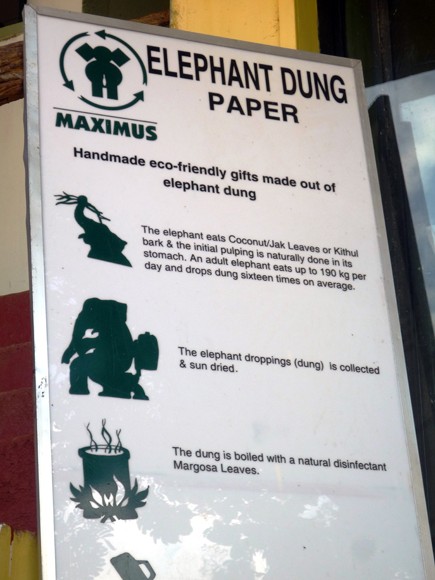 ELEPHANT DUNG
PAPER
MAXIMUS
Handmade eco-friendly gifts made out of
elephant dung
The elephant eats Coconut/Jak Leaves or Kithul
bark & the initial pulping is naturally done in its
stomach. An adult elephant eats up to 190 kg per
day and drops dung sixteen times on average.
The elephant droppings (dung) is collected
& sun dried.
The dung is boiled with a natural disinfectant
Margosa Leaves.